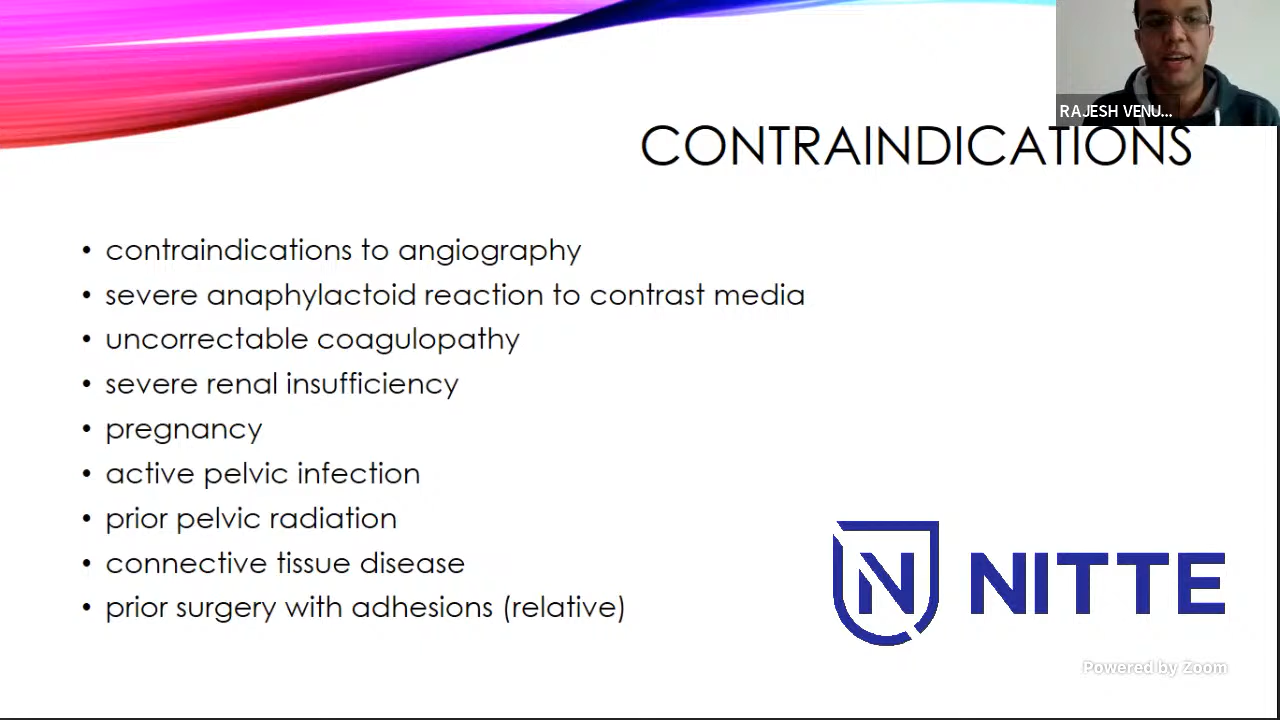 RAJESH VENU...
CONTRAINDICATIONS
• contraindications to angiography
• severe anaphylactoid reaction to contrast media
• uncorrectable coagulopathy
• severe renal insufficiency
• pregnancy
• active pelvic infection
• prior pelvic radiation
• connective tissue disease
• prior surgery with adhesions (relative)
N NITTE
Powered by Zoom